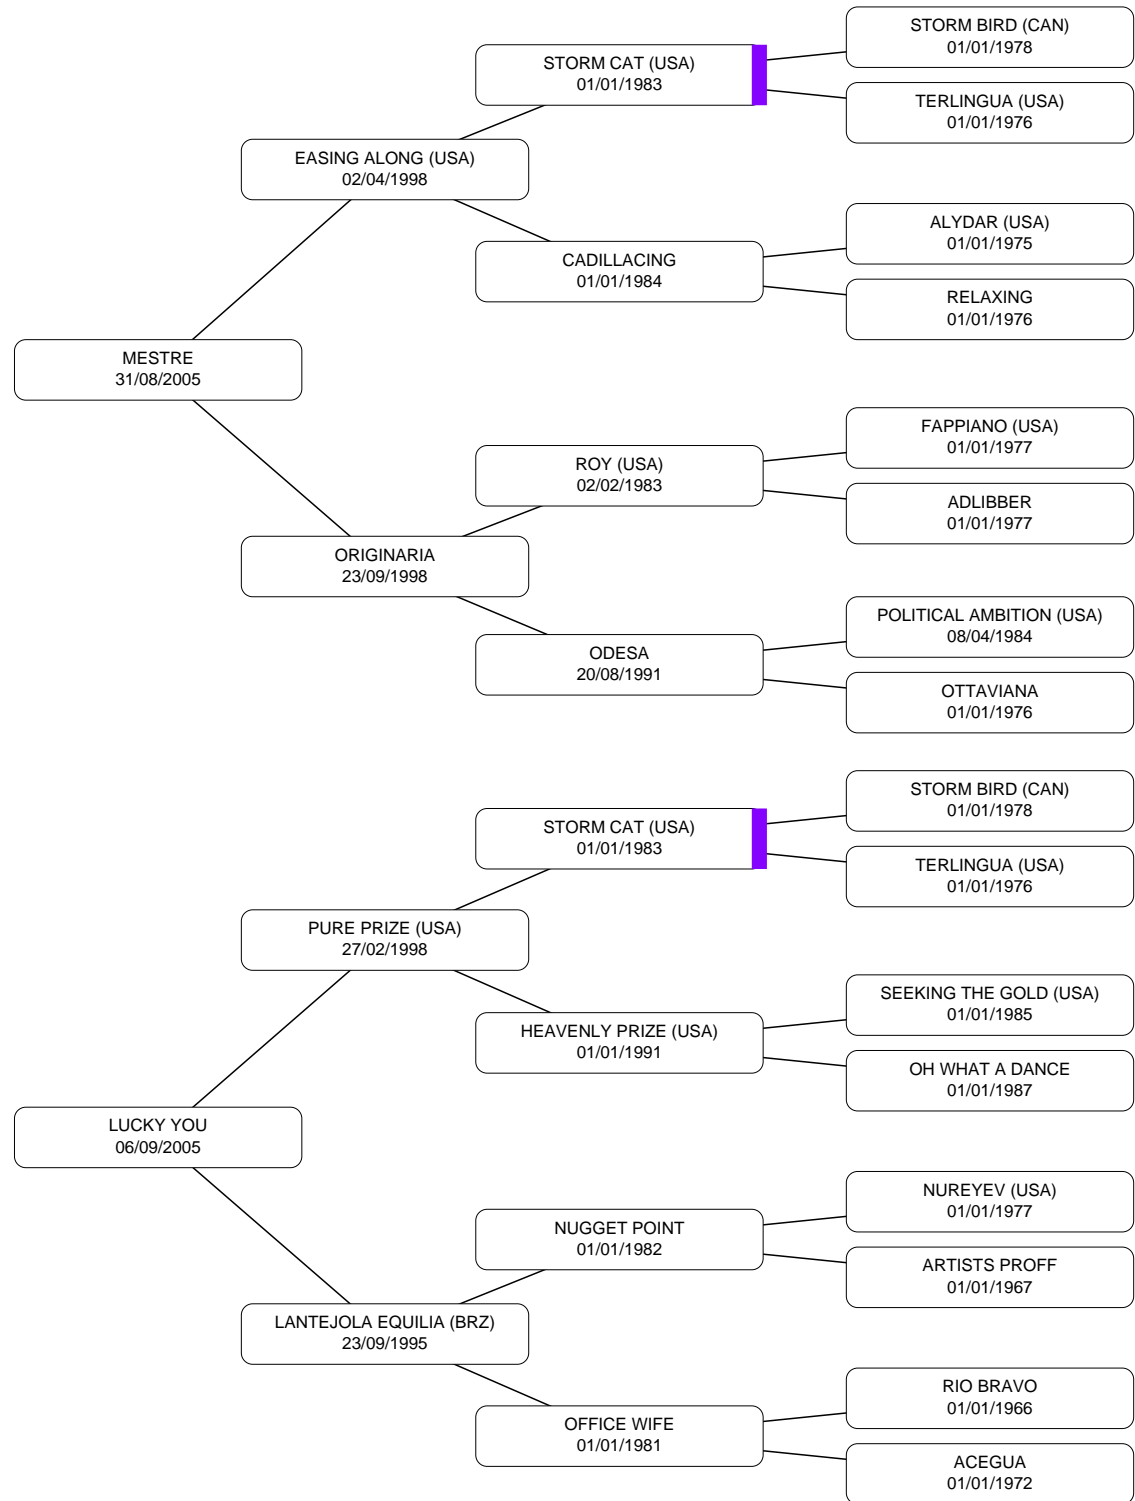 STORM BIRD (CAN)
01/01/1978
STORM CAT (USA)
01/01/1983
TERLINGUA (USA)
01/01/1976
EASING ALONG (USA)
02/04/1998
ALYDAR (USA)
01/01/1975
CADILLACING
01/01/1984
RELAXING
01/01/1976
MESTRE
31/08/2005
FAPPIANO (USA)
01/01/1977
ROY (USA)
02/02/1983
ADLIBBER
01/01/1977
ORIGINARIA
23/09/1998
POLITICAL AMBITION (USA)
08/04/1984
ODESA
20/08/1991
OTTAVIANA
01/01/1976
STORM BIRD (CAN)
01/01/1978
STORM CAT (USA)
01/01/1983
TERLINGUA (USA)
01/01/1976
PURE PRIZE (USA)
27/02/1998
SEEKING THE GOLD (USA)
01/01/1985
HEAVENLY PRIZE (USA)
01/01/1991
OH WHAT A DANCE
01/01/1987
LUCKY YOU
06/09/2005
NUREYEV (USA)
01/01/1977
NUGGET POINT
01/01/1982
ARTISTS PROFF
01/01/1967
LANTEJOLA EQUILIA (BRZ)
23/09/1995
RIO BRAVO
01/01/1966
OFFICE WIFE
01/01/1981
ACEGUA
01/01/1972